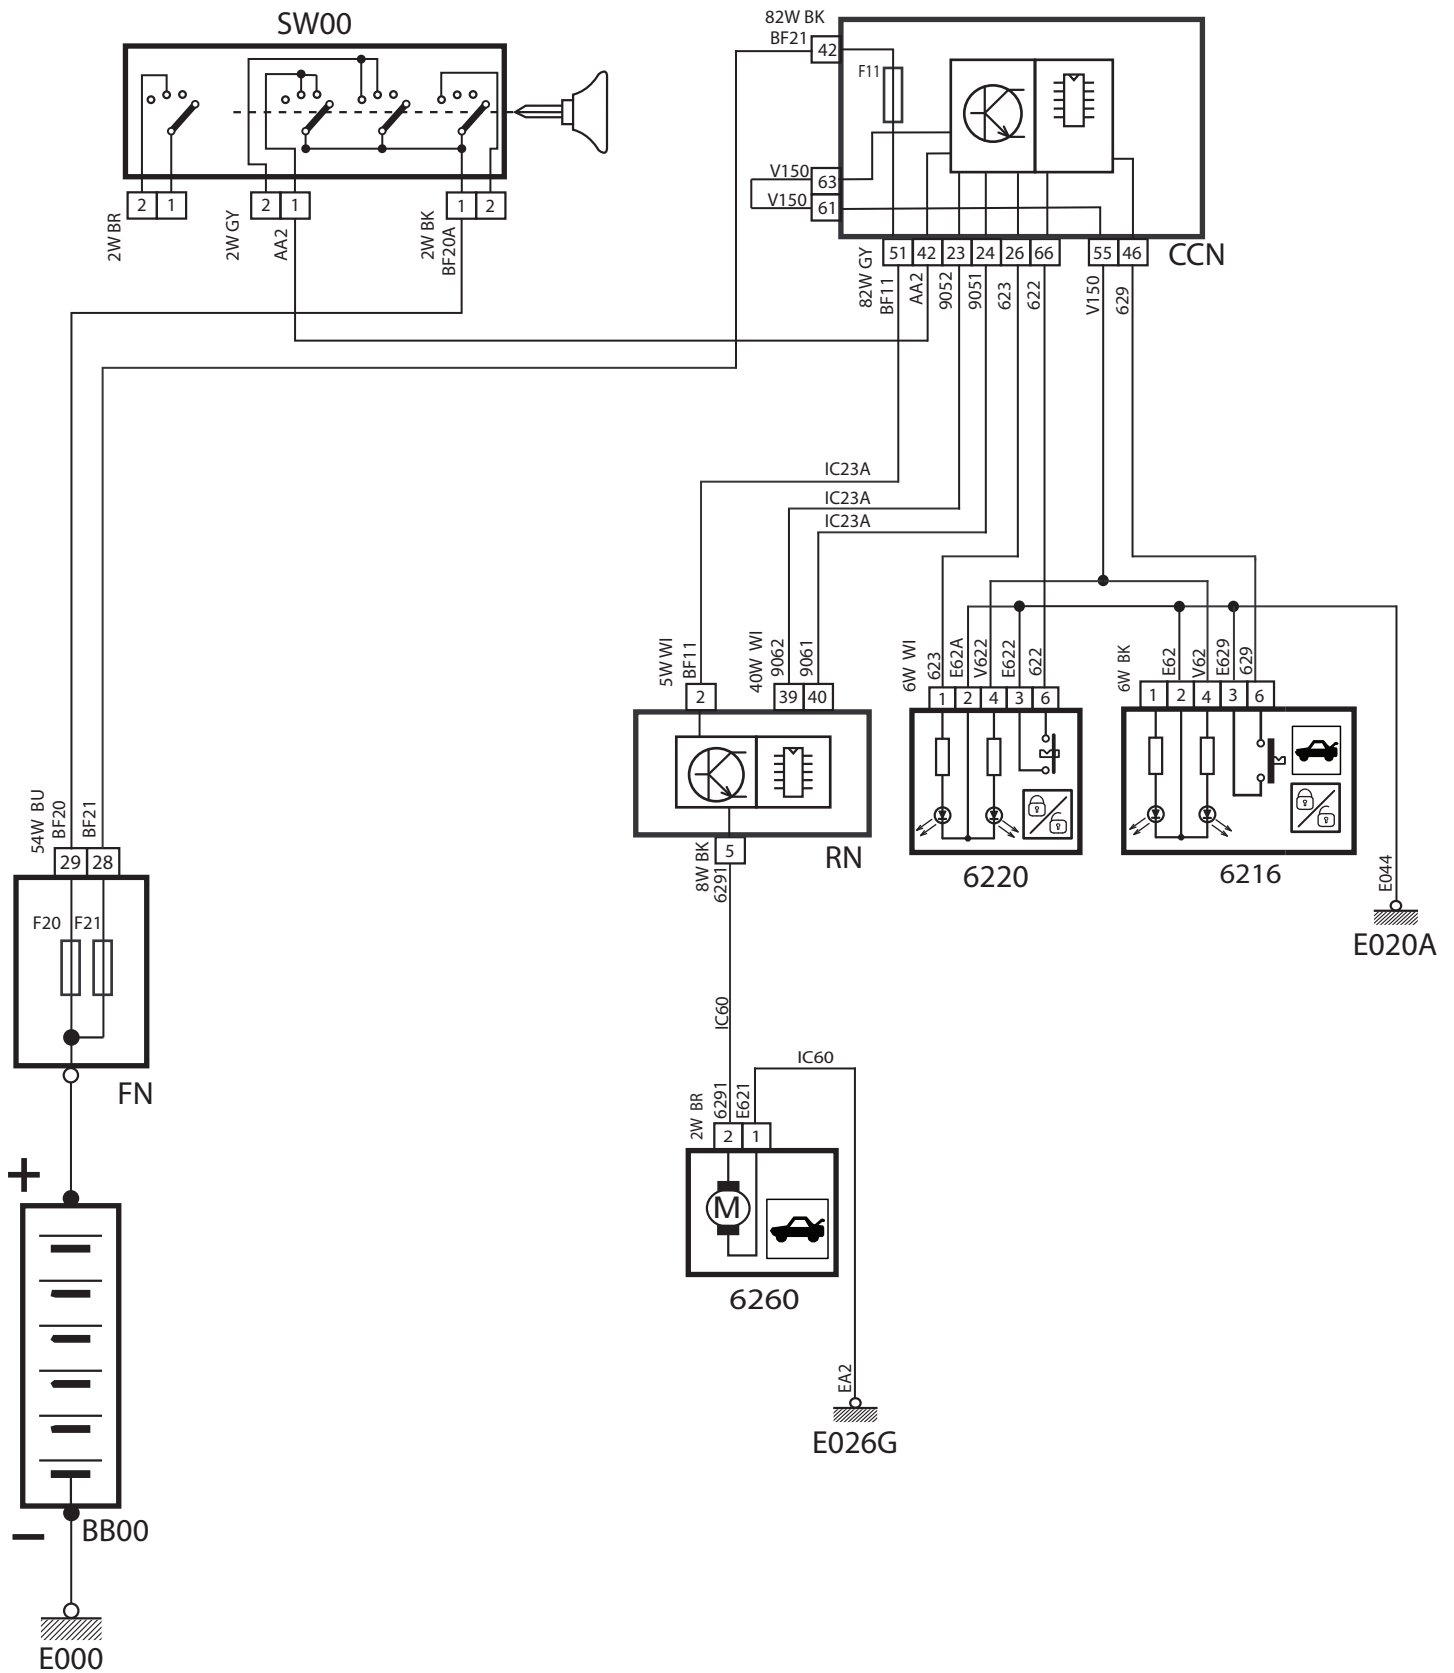 SW00
82W BK
BF21
42
F11
V150
63
V150
61
2
1
2
1
1
2
2W BR
2W GY
AA2
2W BK
BF20A
51
42
23
24
26
66
55
46
CCN
82W GY
BF11
AA2
9052
9051
623
622
V150
629
IC23A
IC23A
IC23A
5W WI
BF11
40W WI
9062
9061
6W WI
623
E62A
V622
E622
622
6W BK
E62
V62
E629
629
2
39
40
1
2
4
3
6
1
2
4
3
6
RN
6220
6216
5
8W BK
6291
E044
E020A
54W BU
BF20
BF21
29
28
F20
F21
FN
IC60
IC60
2W BR
6291
E621
2
1
M
6260
EA2
E026G
+
–
BB00
E000